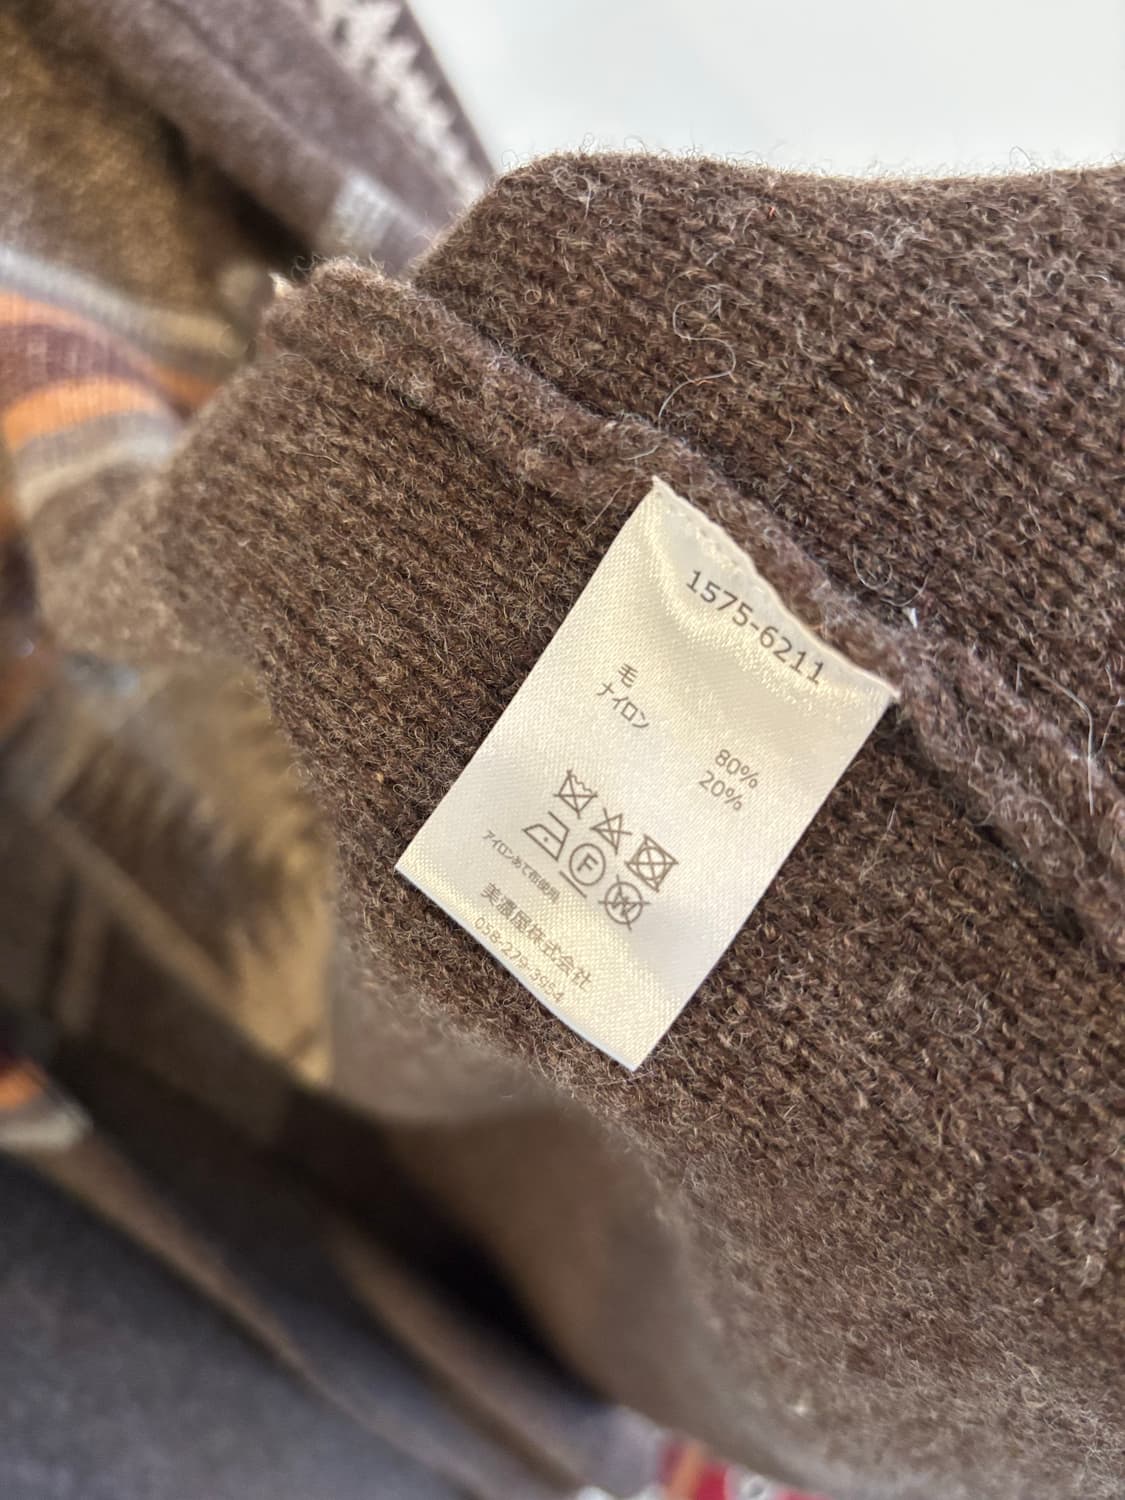 1575-6211
毛 80%
ナイロン 20%
F
W
アイロンあて布使用
美濃屋株式会社
058-279-3954